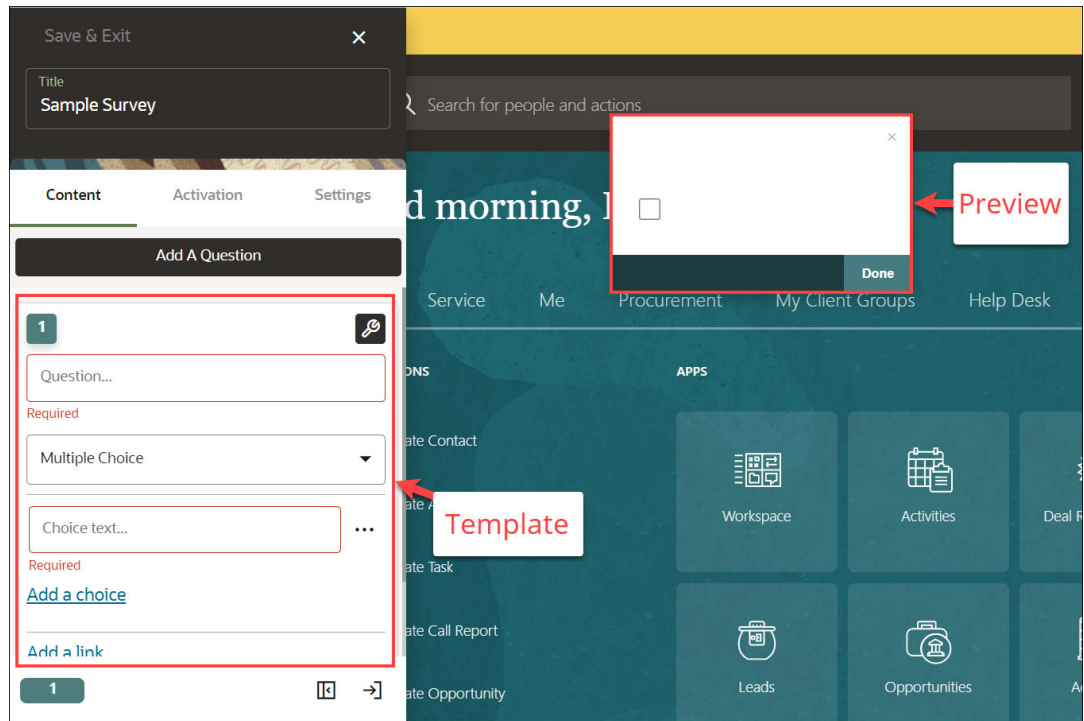 Save & Exit
Title
Sample Survey
Search for people and actions
Content
Activation
Settings
d morning,
Preview
Add A Question
Done
Service
Me
Procurement
My Client Groups
Help Desk
1
Question...
Required
Multiple Choice
Choice text...
Required
Add a choice
Add a link
1
ONS
APPS
ate Contact
ate A
Template
ate Task
ate Call Report
ate Opportunity
Workspace
Activities
Deal R
Leads
Opportunities
A